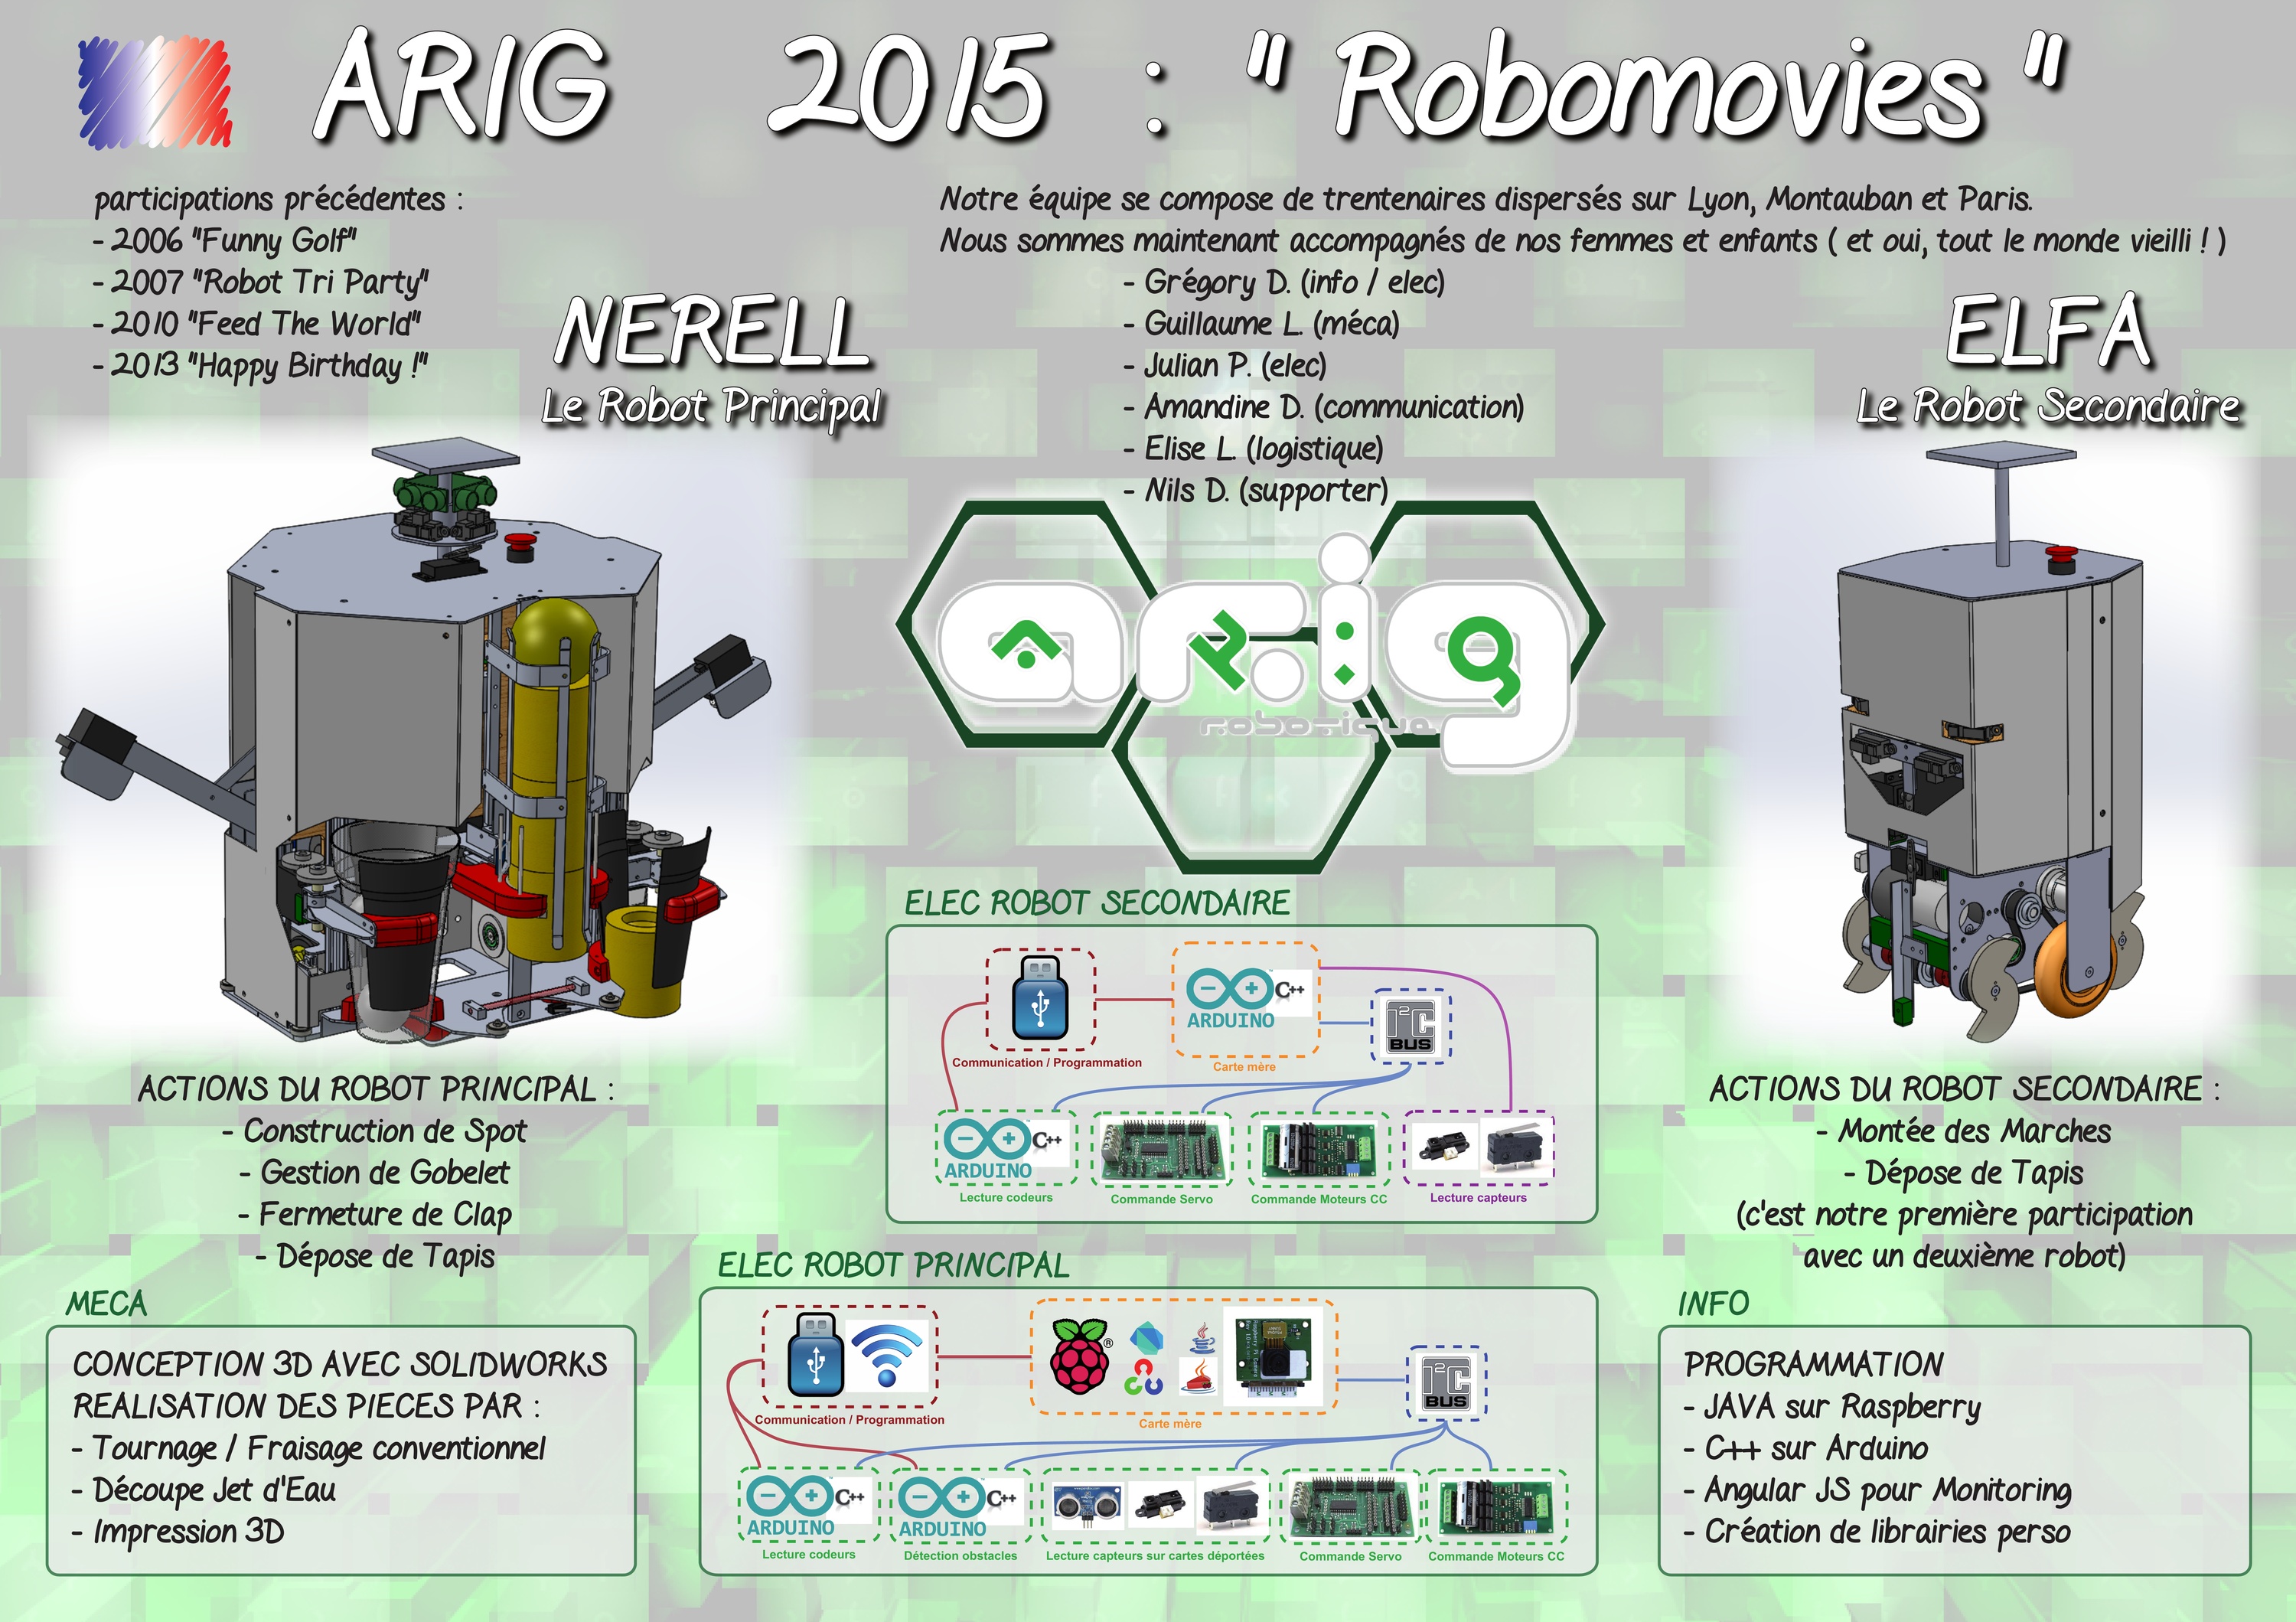 ARIG 2015 : " Robomovies "
participations précédentes :
- 2006 "Funny Golf"
- 2007 "Robot Tri Party"
- 2010 "Feed The World"
- 2013 "Happy Birthday !"
Notre équipe se compose de trentenaires dispersés sur Lyon, Montauban et Paris.
Nous sommes maintenant accompagnés de nos femmes et enfants ( et oui, tout le monde vieilli ! )
- Grégory D. (info / elec)
- Guillaume L. (méca)
- Julian P. (elec)
- Amandine D. (communication)
- Elise L. (logistique)
- Nils D. (supporter)
NERELL
Le Robot Principal
ELFA
Le Robot Secondaire
arig
robotique
ACTIONS DU ROBOT PRINCIPAL :
- Construction de Spot
- Gestion de Gobelet
- Fermeture de Clap
- Dépose de Tapis
ELEC ROBOT SECONDAIRE
ARDUINO
C++
I²C
BUS
Communication / Programmation
Carte mère
ARDUINO
C++
Lecture codeurs
Commande Servo
Commande Moteurs CC
Lecture capteurs
ACTIONS DU ROBOT SECONDAIRE :
- Montée des Marches
- Dépose de Tapis
(c'est notre première participation
avec un deuxième robot)
MECA
CONCEPTION 3D AVEC SOLIDWORKS
REALISATION DES PIECES PAR :
- Tournage / Fraisage conventionnel
- Découpe Jet d'Eau
- Impression 3D
ELEC ROBOT PRINCIPAL
I²C
BUS
Communication / Programmation
Carte mère
ARDUINO
C++
ARDUINO
C++
Lecture codeurs
Détection obstacles
Lecture capteurs sur cartes déportées
Commande Servo
Commande Moteurs CC
INFO
PROGRAMMATION
- JAVA sur Raspberry
- C++ sur Arduino
- Angular JS pour Monitoring
- Création de librairies perso